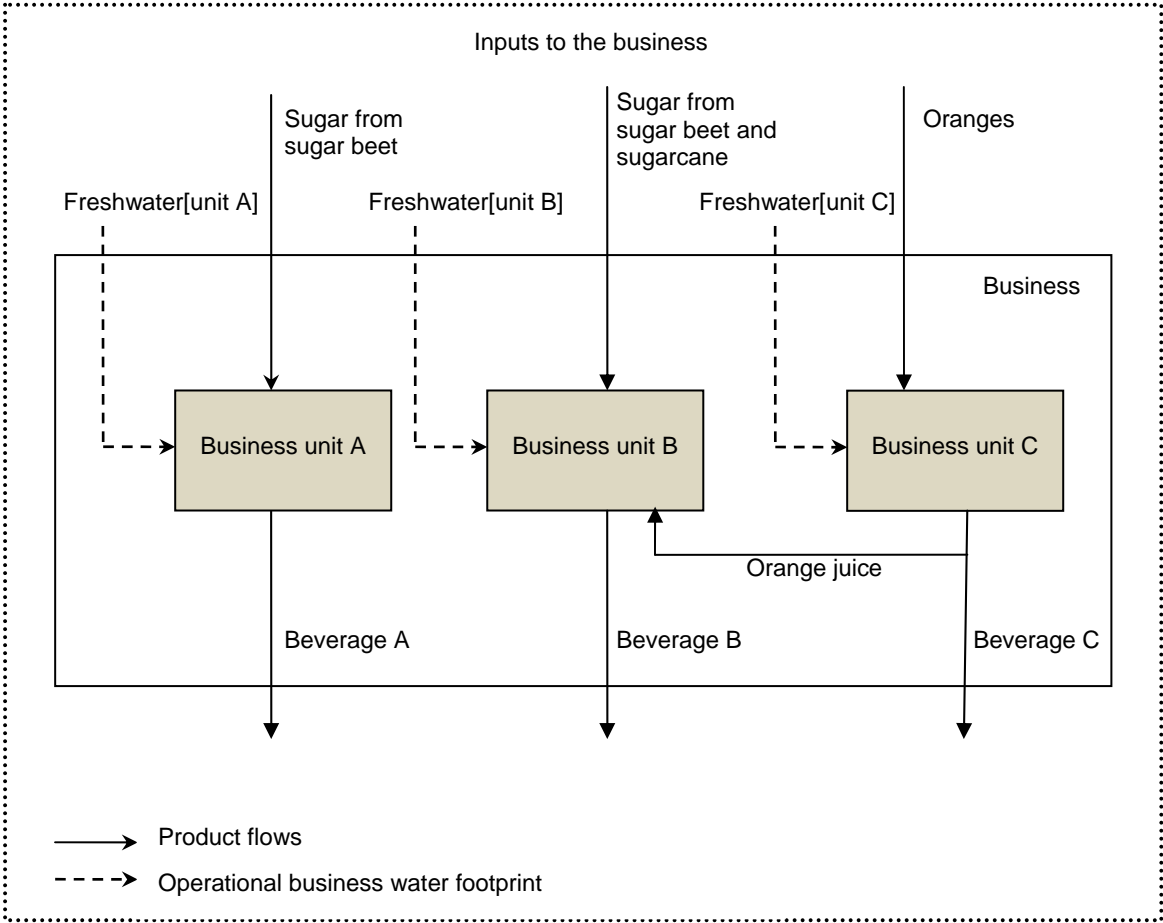 Inputs to the business
Sugar from
sugar beet
Sugar from
sugar beet and
sugarcane
Oranges
Freshwater[unit A]
Freshwater[unit B]
Freshwater[unit C]
Business
Business unit A
Business unit B
Business unit C
Orange juice
Beverage A
Beverage B
Beverage C
Product flows
Operational business water footprint